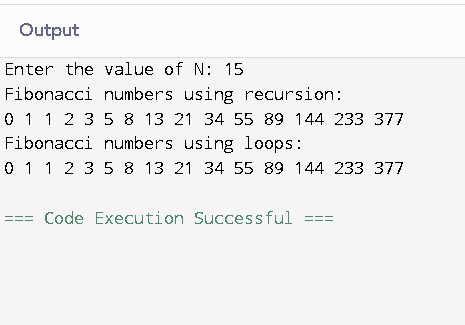 Output
Enter the value of N: 15
Fibonacci numbers using recursion:
0 1 1 2 3 5 8 13 21 34 55 89 144 233 377
Fibonacci numbers using loops:
0 1 1 2 3 5 8 13 21 34 55 89 144 233 377
=== Code Execution Successful ===